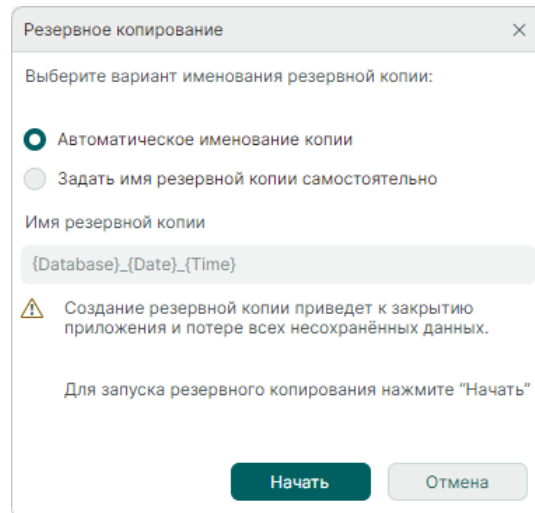 Резервное копирование
Выберите вариант именования резервной копии:
Автоматическое именование копии
Задать имя резервной копии самостоятельно
Имя резервной копии
{Database}_{Date}_{Time}
Создание резервной копии приведет к закрытию
приложения и потере всех несохранённых данных.
Для запуска резервного копирования нажмите "Начать"
Начать
Отмена